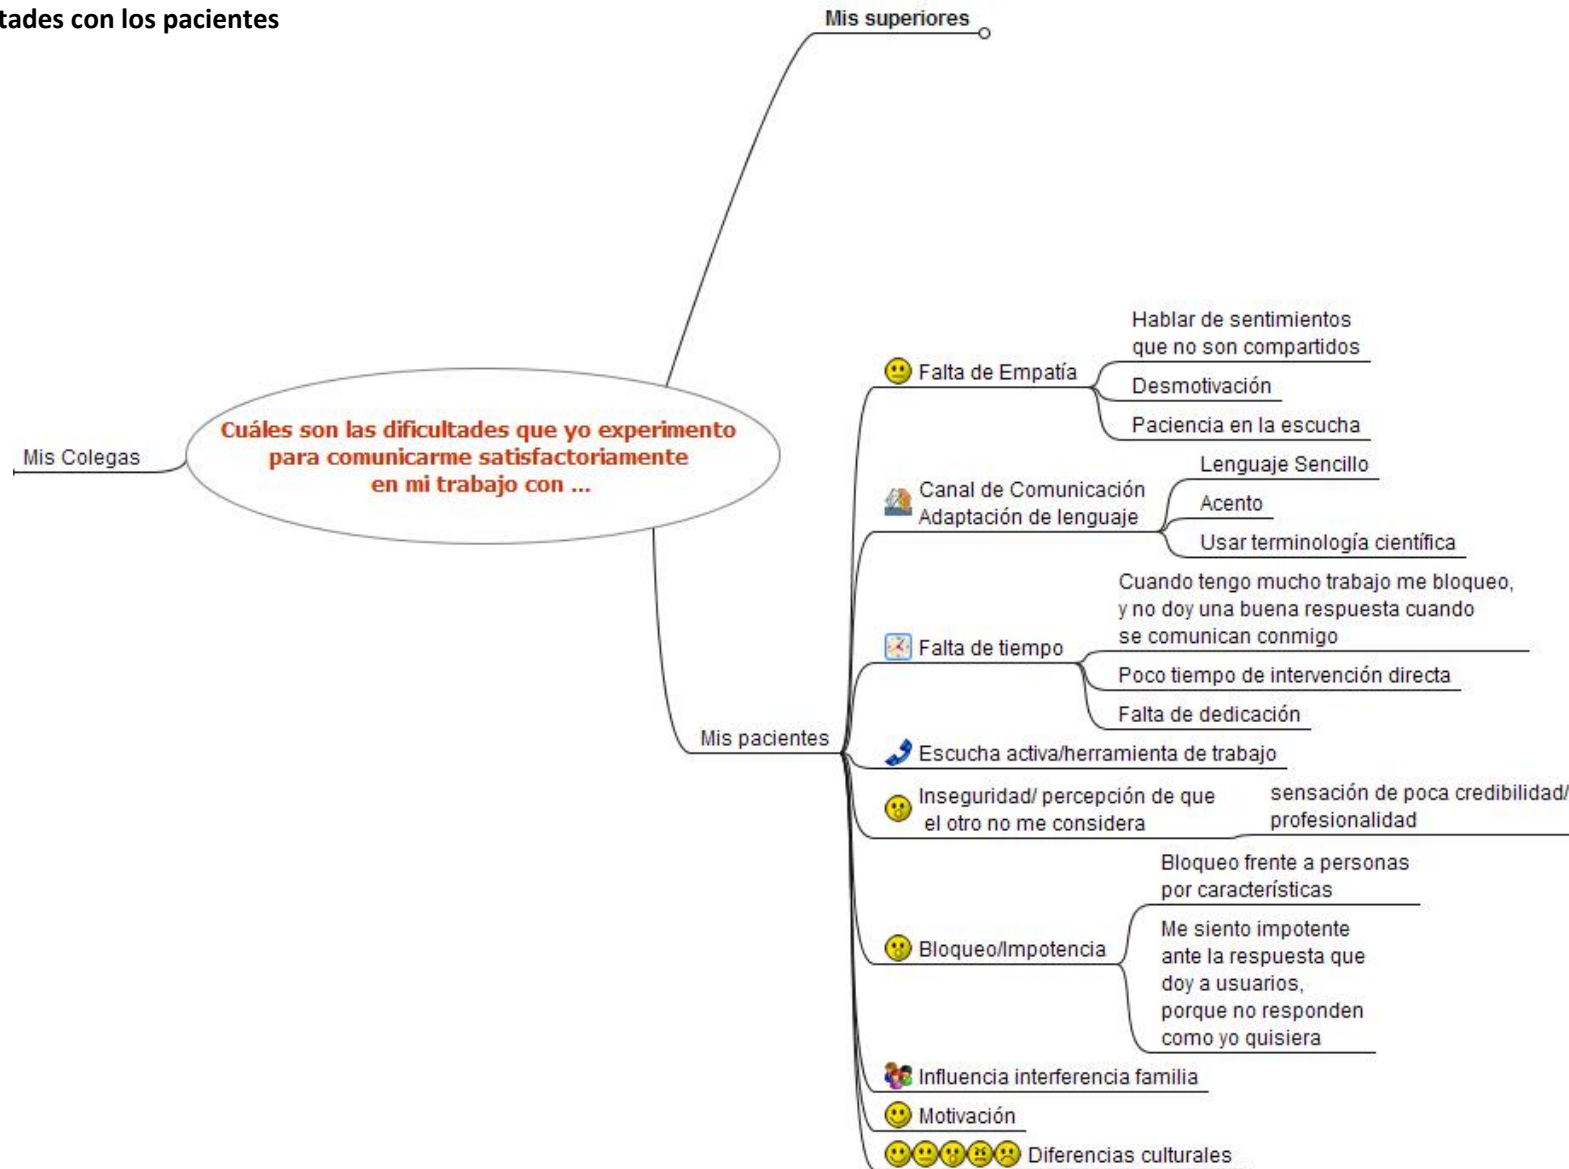 tades con los pacientes
Mis superiores
Cuáles son las dificultades que yo experimento
para comunicarme satisfactoriamente
en mi trabajo con ...
Mis Colegas
Mis pacientes
Falta de Empatía
Hablar de sentimientos
que no son compartidos
Desmotivación
Paciencia en la escucha
Canal de Comunicación
Adaptación de lenguaje
Lenguaje Sencillo
Acento
Usar terminología científica
Falta de tiempo
Cuando tengo mucho trabajo me bloqueo,
y no doy una buena respuesta cuando
se comunican conmigo
Poco tiempo de intervención directa
Falta de dedicación
Escucha activa/herramienta de trabajo
Inseguridad/ percepción de que
el otro no me considera
sensación de poca credibilidad/
profesionalidad
Bloqueo/Impotencia
Bloqueo frente a personas
por características
Me siento impotente
ante la respuesta que
doy a usuarios,
porque no responden
como yo quisiera
Influencia interferencia familia
Motivación
Diferencias culturales